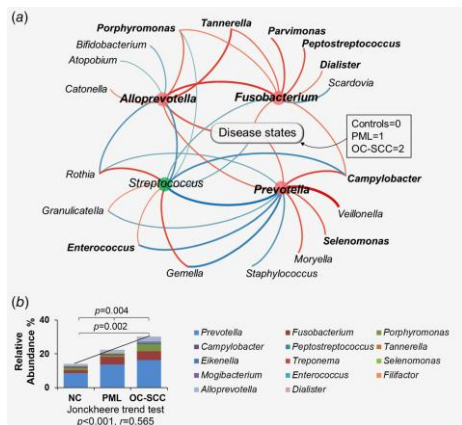 (a)
Porphyromonas
Tannerella
Parvimonas
Bifidobacterium
Peptostreptococcus
Atopobium
Dialister
Catonella
Alloprevotella
Fusobacterium
Scardovia
Disease states
Controls=0
PML=1
OC-SCC=2
Rothia
Streptococcus
Prevotella
Campylobacter
Granulicatella
Veillonella
Enterococcus
Selenomonas
Gemella
Staphylococcus
Moryella
(b)
p=0.004
p=0.002
Relative
Abundance %
40
20
0
NC PML OC-SCC
Jonckheere trend test
p<0.001, r=0.565
Prevotella Fusobacterium Porphyromonas
Campylobacter Peptostreptococcus Tannerella
Eikenella Treponema Selenomonas
Mogibacterium Enterococcus Filifactor
Alloprevotella Dialister